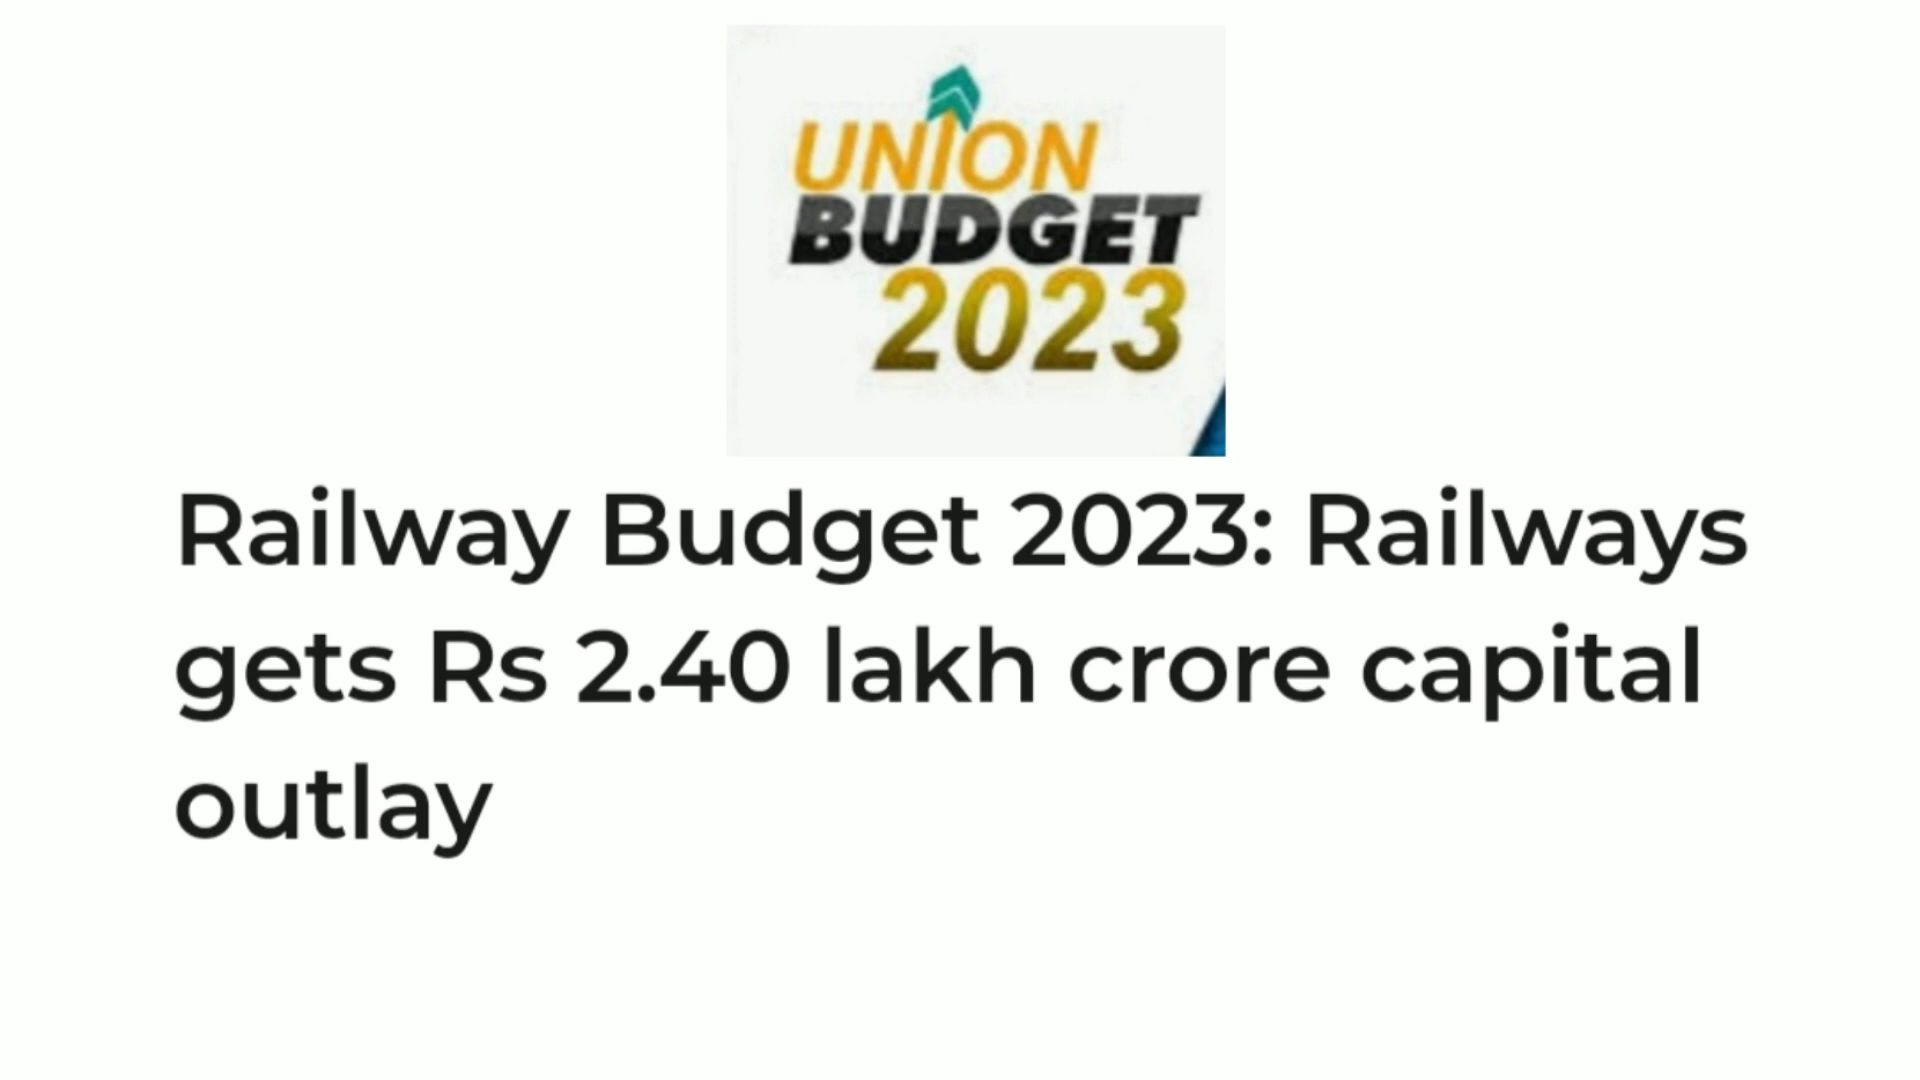 UNION
BUDGET
2023
Railway Budget 2023: Railways
gets Rs 2.40 lakh crore capital
outlay